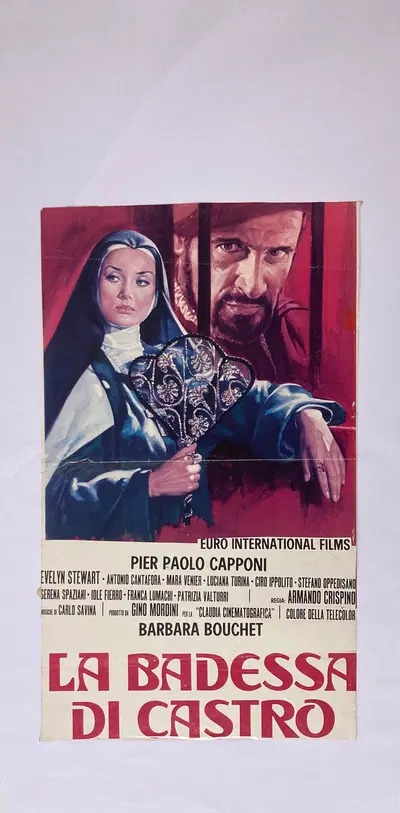 EURO INTERNATIONAL FILMS
PIER PAOLO CAPPONI
EVELYN STEWART - ANTONIO CANTAFORA - MARA VENIER - LUCIANA TURINA - CIRO IPPOLITO - STEFANO OPPEDISANO
SERENA SPAZIANI - IOLE FIERRO - FRANCA LUMACHI - PATRIZIA VALTURRI | REGIA: ARMANDO CRISPINO
MUSICHE DI CARLO SAVINA | PRODOTTO DA GINO MORDINI PER LA "CLAUDIA CINEMATOGRAFICA" | COLORE DELLA TELECOLOR
BARBARA BOUCHET
LA BADESSA
DI CASTRO